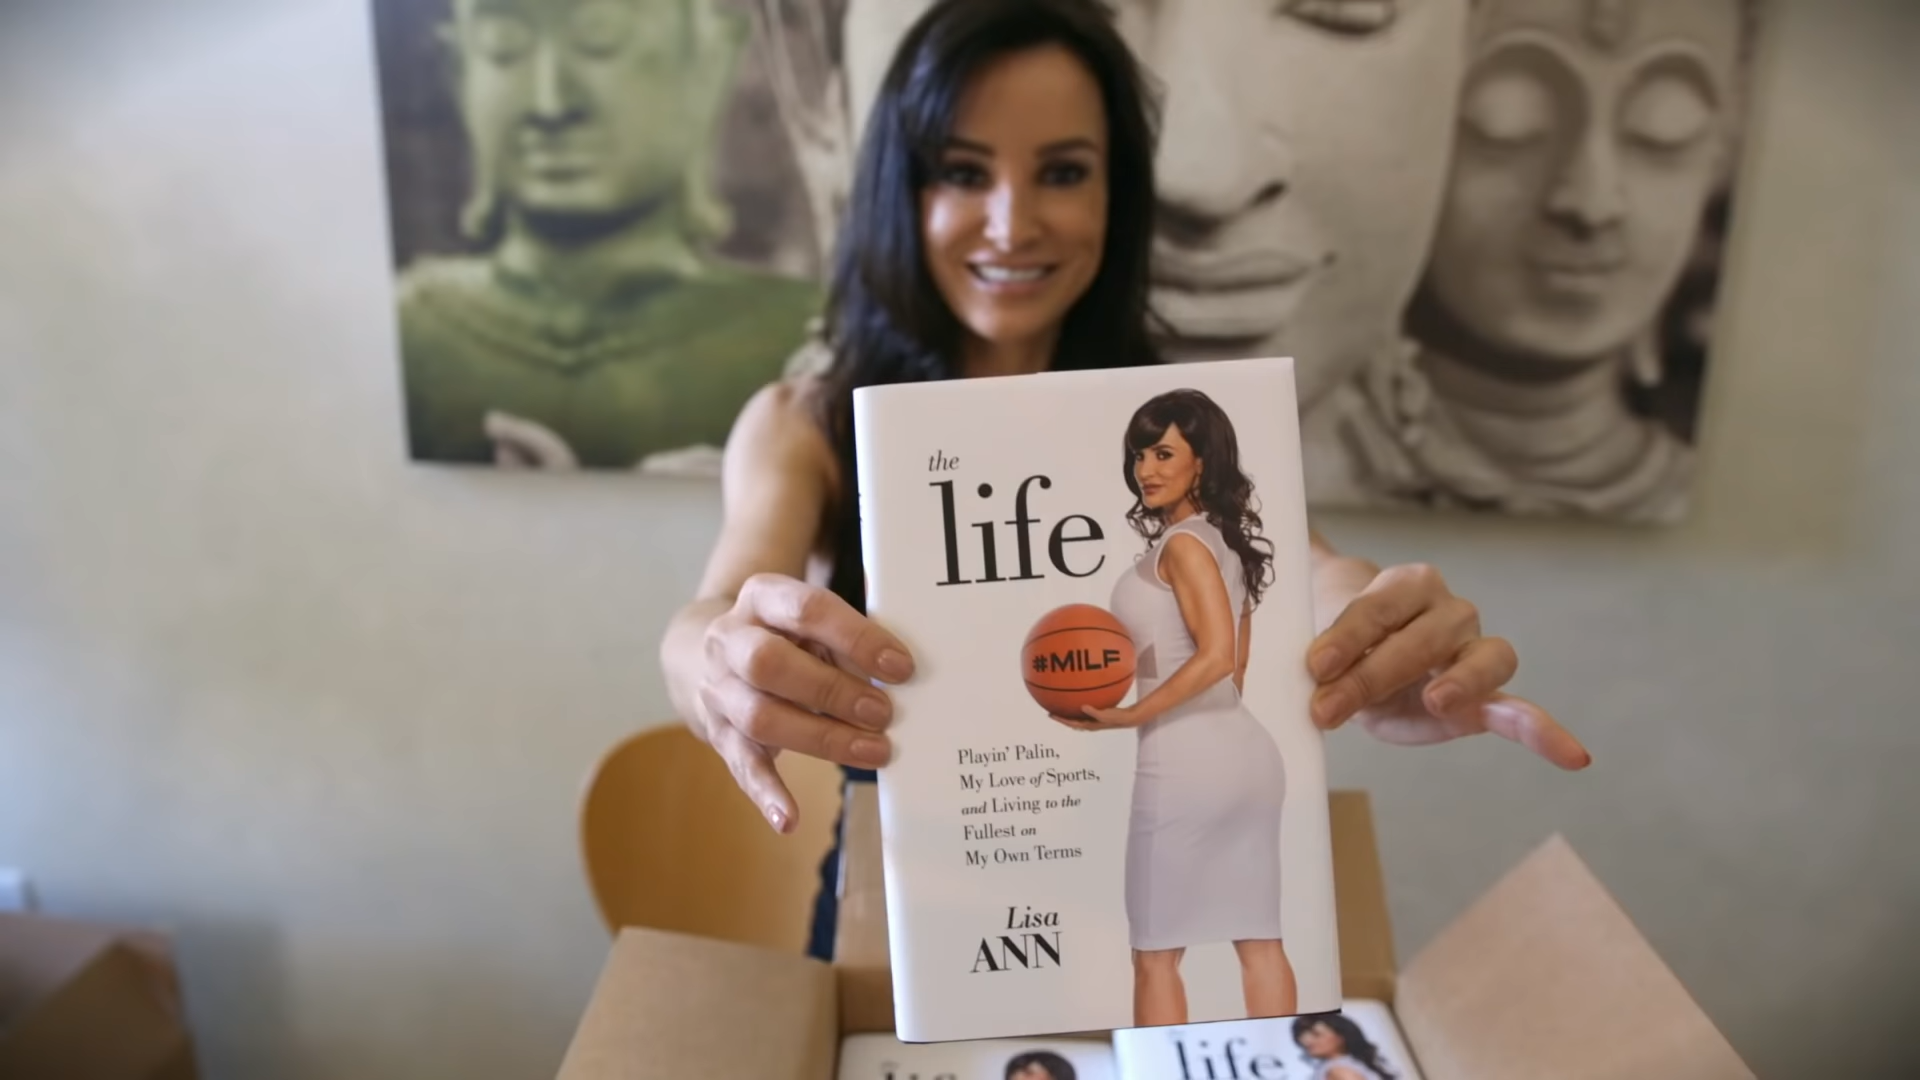 the
life
#MILF
Playin' Palin,
My Love of Sports,
and Living to the
Fullest on
My Own Terms
Lisa
ANN
life